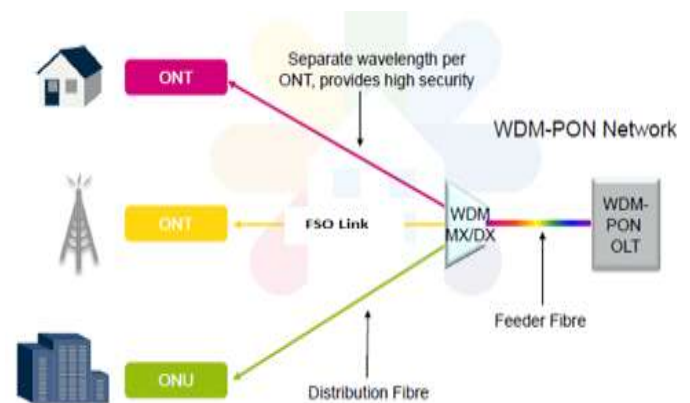 ONT
Separate wavelength per
ONT, provides high security
WDM-PON Network
ONT
FSO Link
WDM
MX/DX
WDM-
PON
OLT
Feeder Fibre
ONU
Distribution Fibre